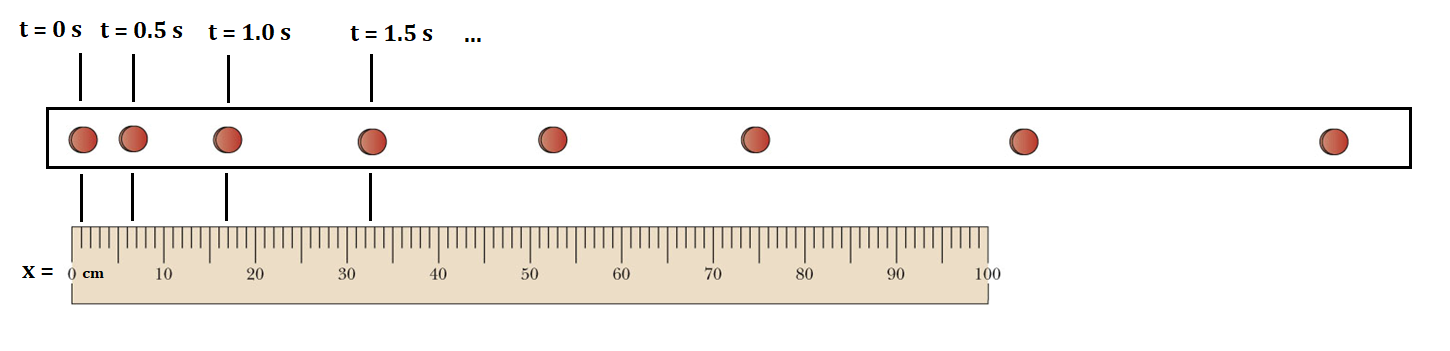 t = 0 s t = 0.5 s t = 1.0 s t = 1.5 s ...
x = 0 cm 10 20 30 40 50 60 70 80 90 100